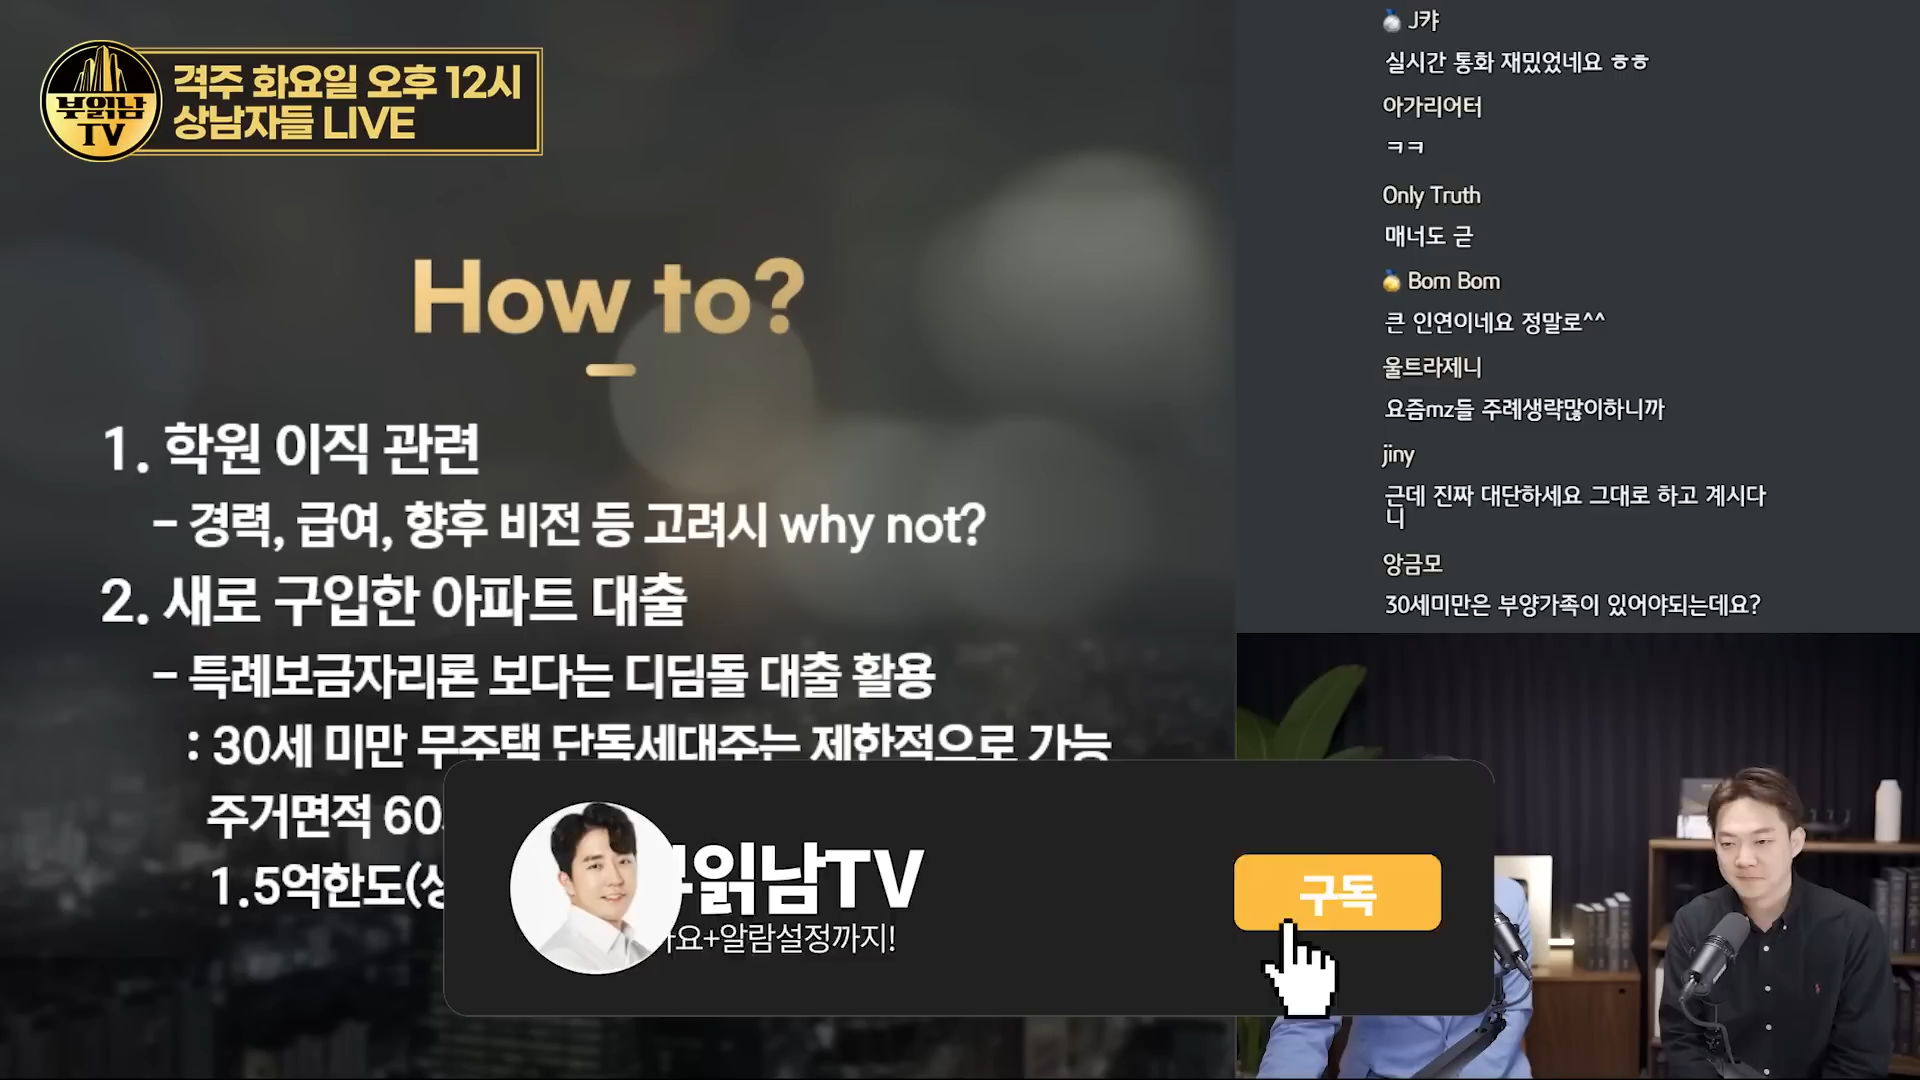 부읽남
TV
격주 화요일 오후 12시
상남자들 LIVE
How to?
1. 학원 이직 관련
- 경력, 급여, 향후 비전 등 고려시 why not?
2. 새로 구입한 아파트 대출
- 특례보금자리론 보다는 디딤돌 대출 활용
: 30세 미만 무주택 단독세대주는 제한적으로 가능
주거면적 60
1.5억한도(
읽남TV
요+알람설정까지!
구독
J캬
실시간 통화 재밌었네요 ㅎㅎ
아가리어터
ㅋㅋ
Only Truth
매너도 굳
Bom Bom
큰 인연이네요 정말로^^
울트라제니
요즘mz들 주례생략많이하니까
jiny
근데 진짜 대단하세요 그대로 하고 계시다
니
앙금모
30세미만은 부양가족이 있어야되는데요?